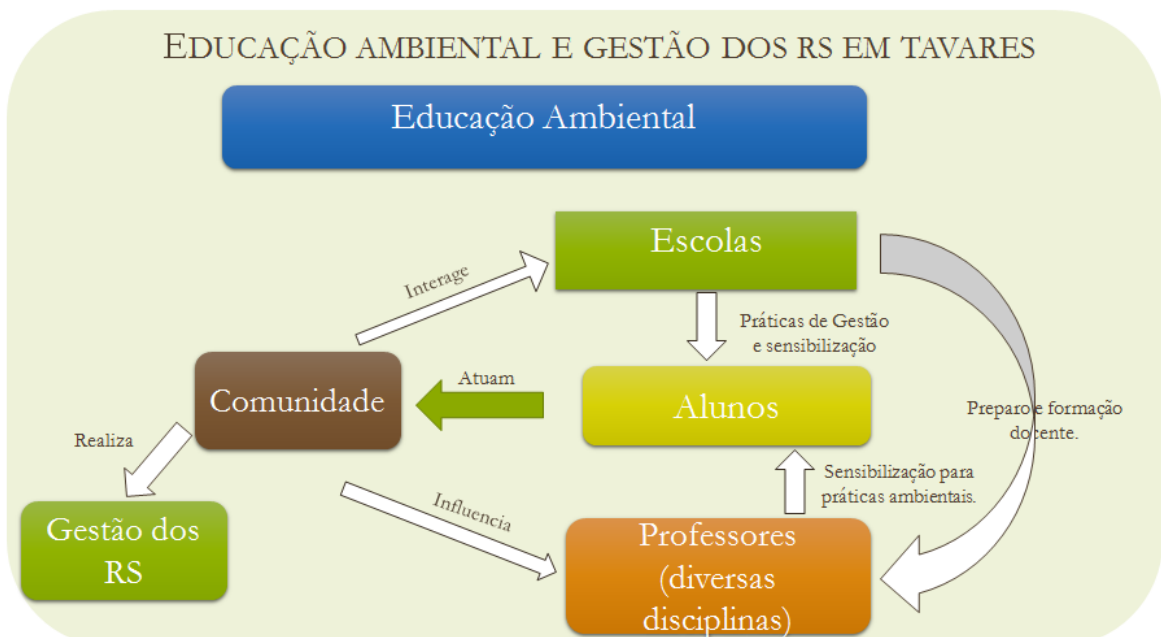 EDUCAÇÃO AMBIENTAL E GESTÃO DOS RS EM TAVARES
Educação Ambiental
Escolas
Interage
Práticas de Gestão
e sensibilização
Comunidade
Atuam
Alunos
Preparo e formação
docente.
Realiza
Sensibilização para
práticas ambientais.
Influencia
Gestão dos
RS
Professores
(diversas
disciplinas)